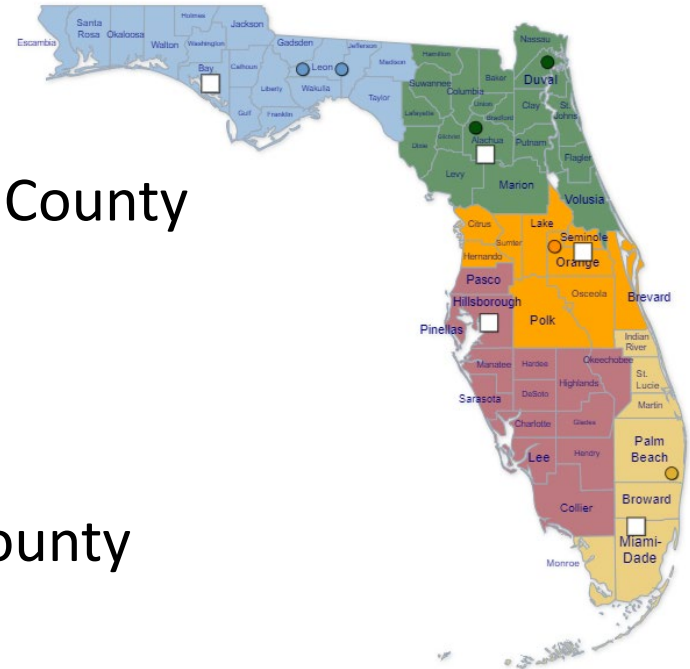 Holmes
Jackson
Santa
Rosa
Okaloosa
Escambia
Walton
Washington
Gadsden
Jefferson
Bay
Calhoun
Leon
Madison
Liberty
Wakulla
Taylor
Gulf
Franklin
Nassau
Hamilton
Duval
Baker
Suwannee
Columbia
Union
Clay
St.
Johns
Lafayette
Bradford
Gilchrist
Alachua
Dixie
Putnam
Flagler
Levy
Marion
Volusia
County
Citrus
Lake
Sumter
Seminole
Hernando
Orange
Pasco
Osceola
Brevard
Hillsborough
Polk
Pinellas
Indian
River
Okeechobee
Manatee
Hardee
St.
Lucie
Highlands
DeSoto
Sarasota
Martin
Charlotte
Glades
Palm
Beach
Lee
Hendry
Broward
Collier
ounty
Miami-
Dade
Monroe